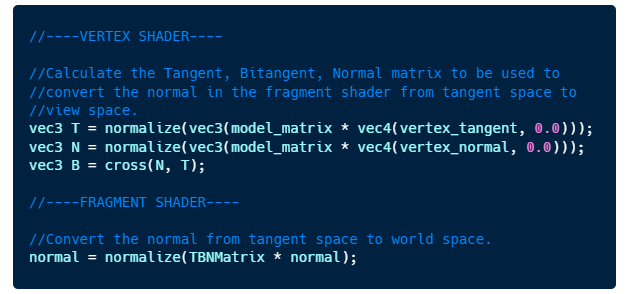 //----VERTEX SHADER----
//Calculate the Tangent, Bitangent, Normal matrix to be used to
//convert the normal in the fragment shader from tangent space to
//view space.
vec3 T = normalize(vec3(model_matrix * vec4(vertex_tangent, 0.0)));
vec3 N = normalize(vec3(model_matrix * vec4(vertex_normal, 0.0)));
vec3 B = cross(N, T);
//----FRAGMENT SHADER----
//Convert the normal from tangent space to world space.
normal = normalize(TBNMatrix * normal);